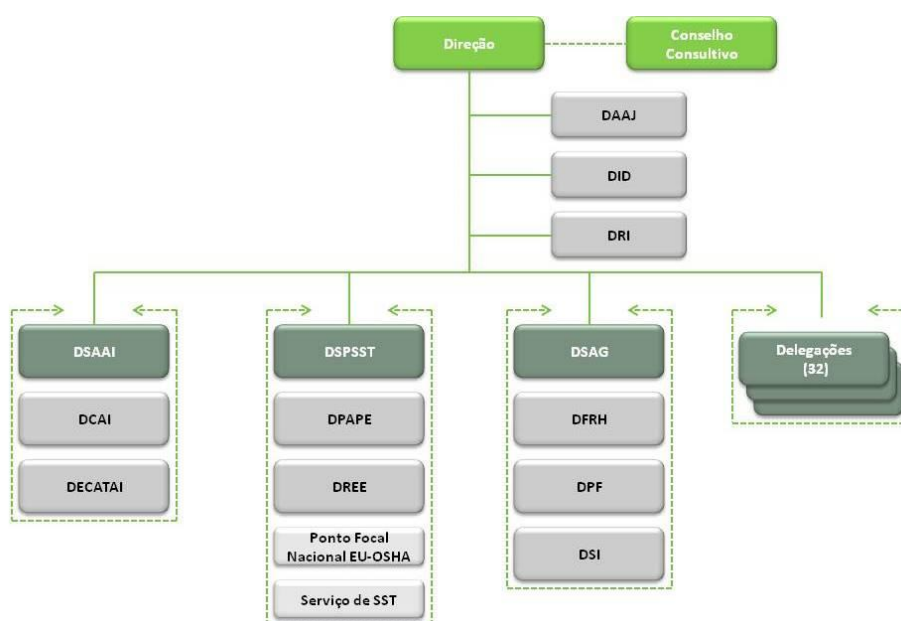 Direção
Conselho
Consultivo
DAAJ
DID
DRI
DSAAI
DCAI
DECATAI
DSPSST
DPAPE
DREE
Ponto Focal
Nacional EU-OSHA
Serviço de SST
DSAG
DFRH
DPF
DSI
Delegações
(32)